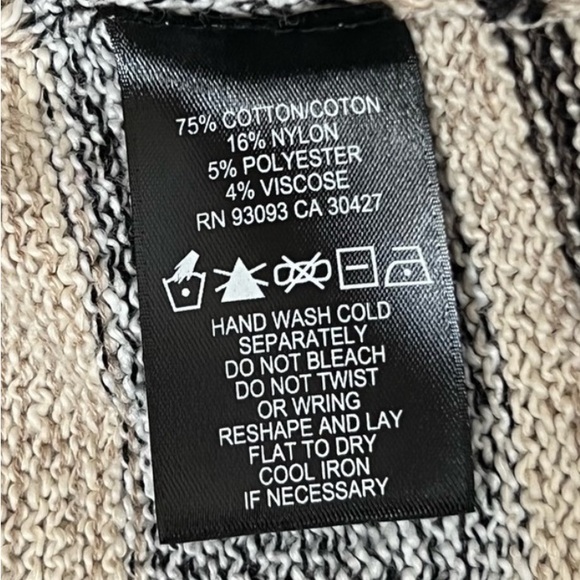 75% COTTON/COTON
16% NYLON
5% POLYESTER
4% VISCOSE
RN 93093 CA 30427
HAND WASH COLD
SEPARATELY
DO NOT BLEACH
DO NOT TWIST
OR WRING
RESHAPE AND LAY
FLAT TO DRY
COOL IRON
IF NECESSARY